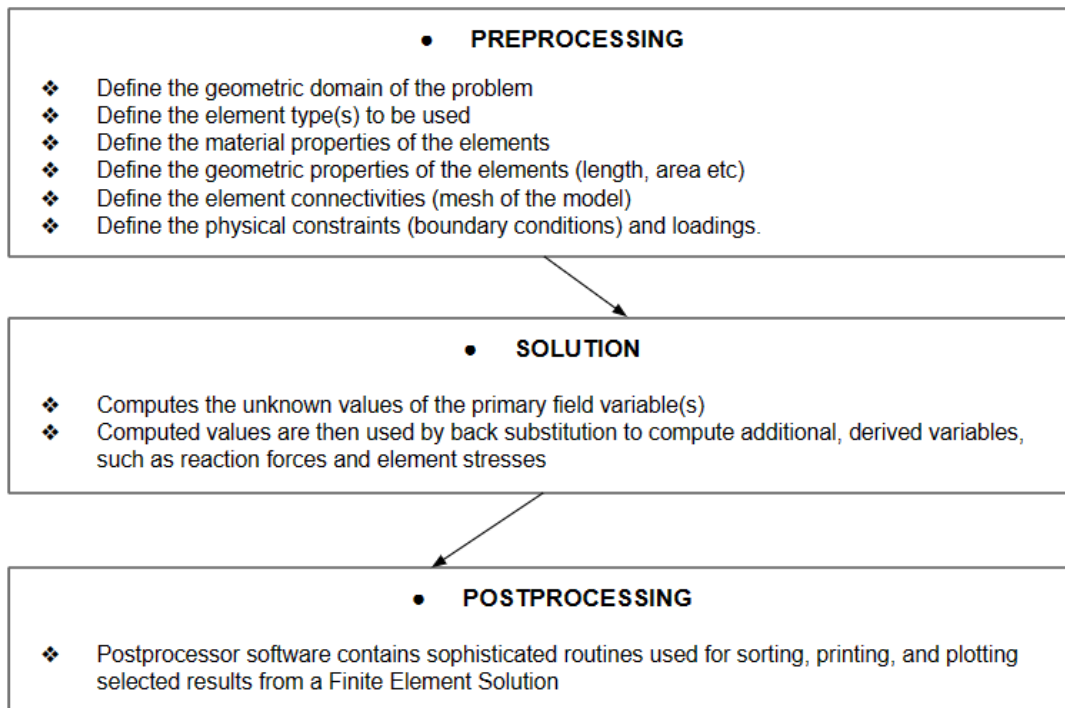 ● PREPROCESSING
❖ Define the geometric domain of the problem
❖ Define the element type(s) to be used
❖ Define the material properties of the elements
❖ Define the geometric properties of the elements (length, area etc)
❖ Define the element connectivities (mesh of the model)
❖ Define the physical constraints (boundary conditions) and loadings.
● SOLUTION
❖ Computes the unknown values of the primary field variable(s)
❖ Computed values are then used by back substitution to compute additional, derived variables,
such as reaction forces and element stresses
● POSTPROCESSING
❖ Postprocessor software contains sophisticated routines used for sorting, printing, and plotting
selected results from a Finite Element Solution